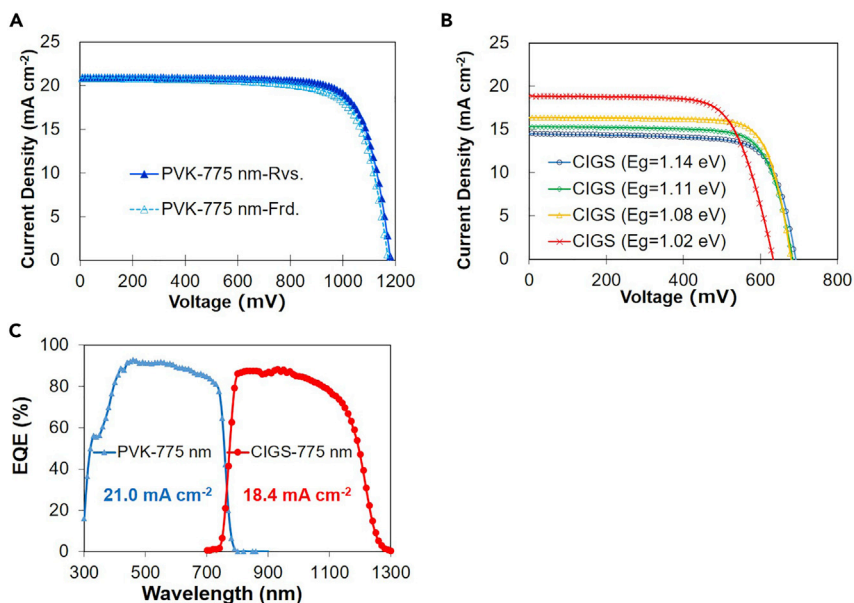 A
25
20
15
10
5
0
Current Density (mA cm-2)
PVK-775 nm-Rvs.
PVK-775 nm-Frd.
0 200 400 600 800 1000 1200
Voltage (mV)
B
25
20
15
10
5
0
Current Density (mA cm-2)
CIGS (Eg=1.14 eV)
CIGS (Eg=1.11 eV)
CIGS (Eg=1.08 eV)
CIGS (Eg=1.02 eV)
0 200 400 600 800
Voltage (mV)
C
100
80
60
40
20
0
EQE (%)
PVK-775 nm
CIGS-775 nm
21.0 mA cm-2
18.4 mA cm-2
300 500 700 900 1100 1300
Wavelength (nm)